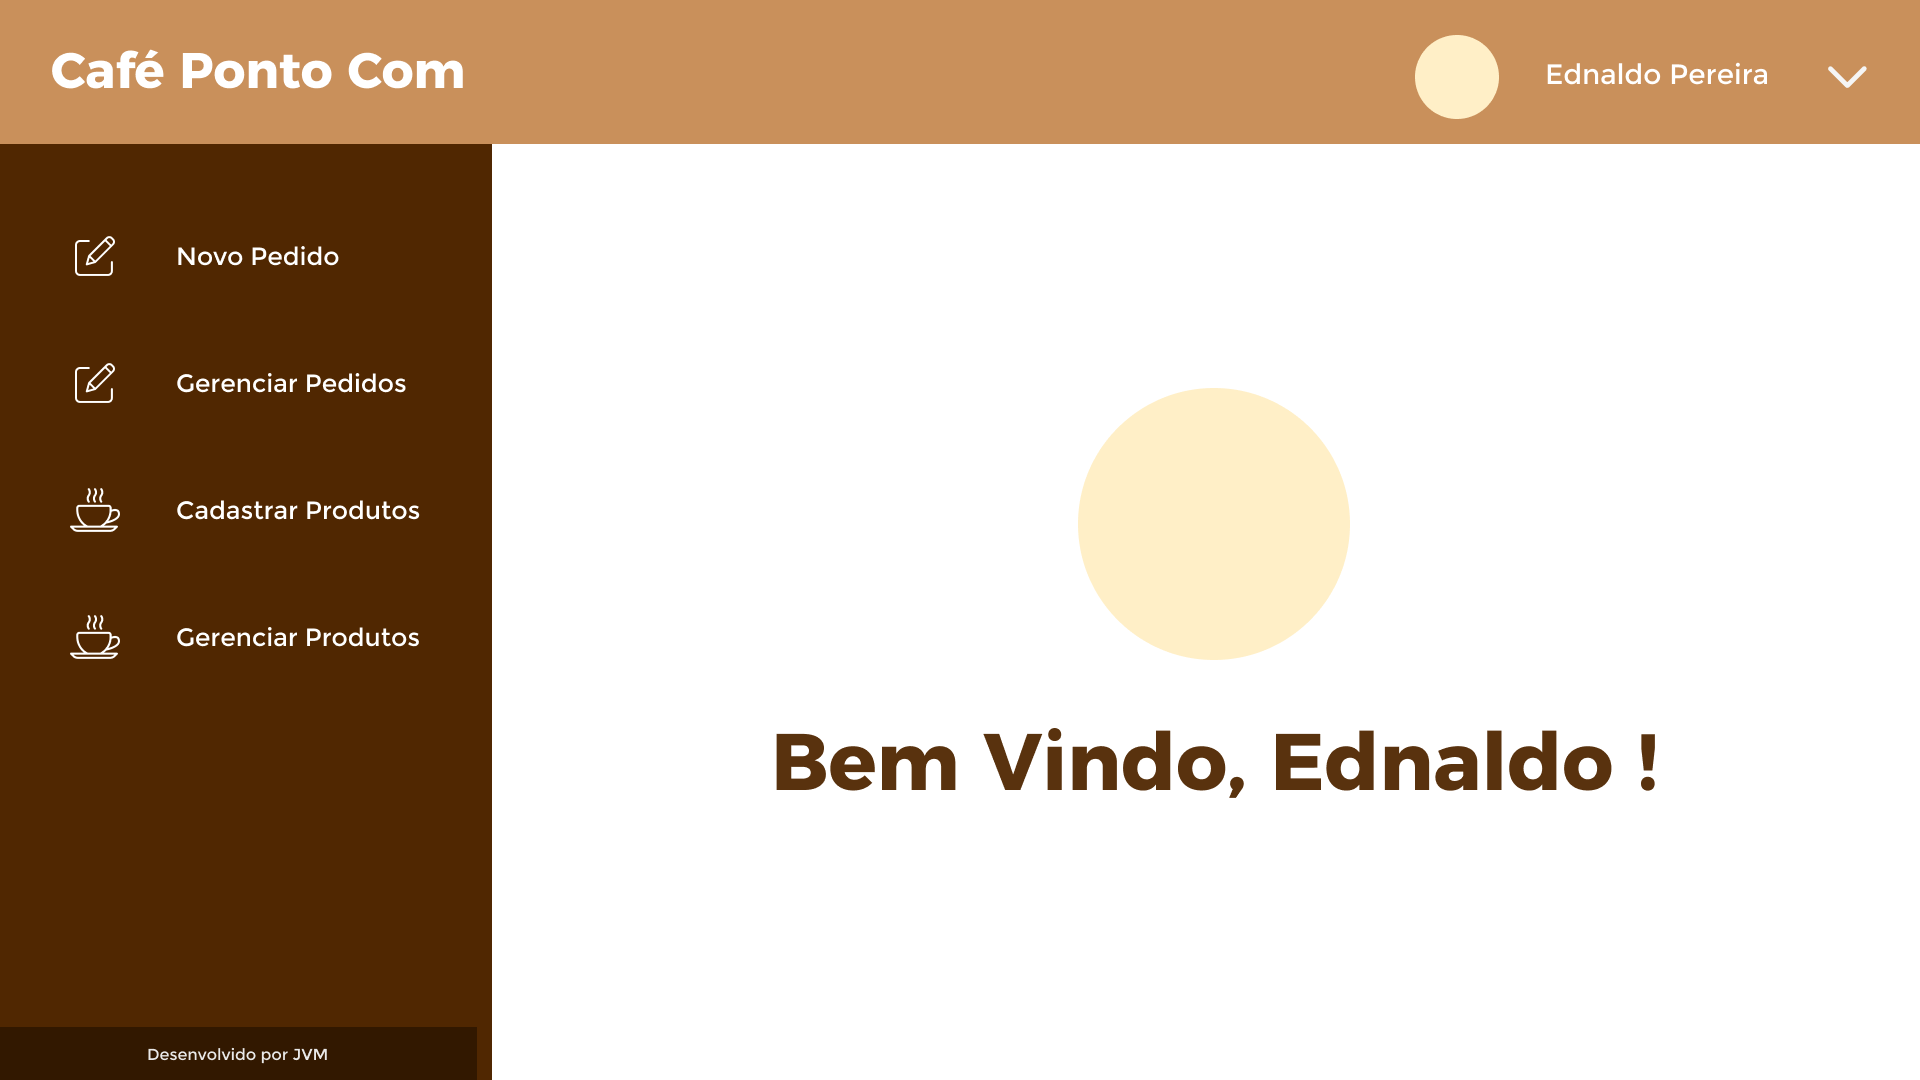 Café Ponto Com
Ednaldo Pereira
Novo Pedido
Gerenciar Pedidos
Cadastrar Produtos
Gerenciar Produtos
Bem Vindo, Ednaldo !
Desenvolvido por JVM